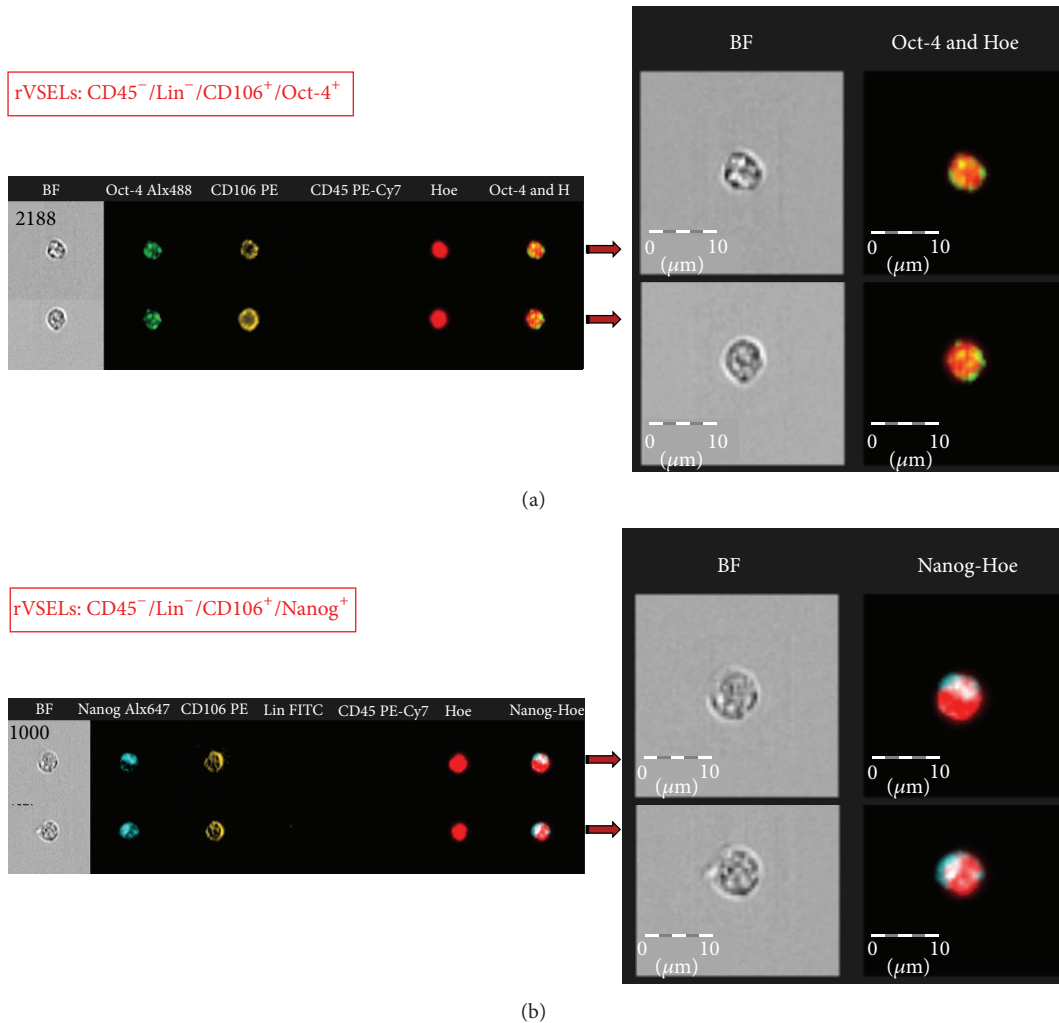 BF Oct-4 and Hoe
rVSELs: CD45⁻/Lin⁻/CD106⁺/Oct-4⁺
BF Oct-4 Alx488 CD106 PE CD45 PE-Cy7 Hoe Oct-4 and H
2188
0 10
(μm)
0 10
(μm)
0 10
(μm)
0 10
(μm)
(a)
BF Nanog-Hoe
rVSELs: CD45⁻/Lin⁻/CD106⁺/Nanog⁺
BF Nanog Alx647 CD106 PE Lin FITC CD45 PE-Cy7 Hoe Nanog-Hoe
1000
0 10
(μm)
0 10
(μm)
0 10
(μm)
0 10
(μm)
(b)